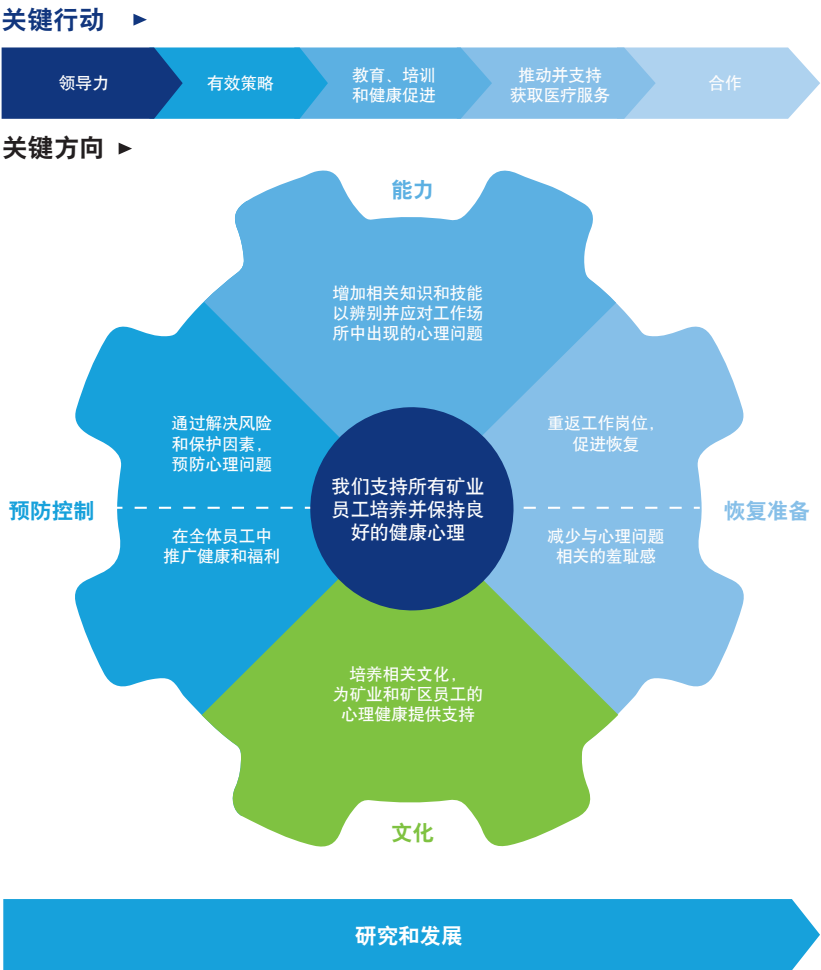 关键行动
领导力
有效策略
教育、培训
和健康促进
推动并支持
获取医疗服务
合作
关键方向
能力
增加相关知识和技能
以辨别并应对工作场
所中出现的心理问题
通过解决风险
和保护因素，
预防心理问题
重返工作岗位，
促进恢复
我们支持所有矿业
员工培养并保持良
好的健康心理
预防控制
恢复准备
在全体员工中
推广健康和福利
减少与心理问题
相关的羞耻感
培养相关文化，
为矿业和矿区员工的
心理健康提供支持
文化
研究和发展